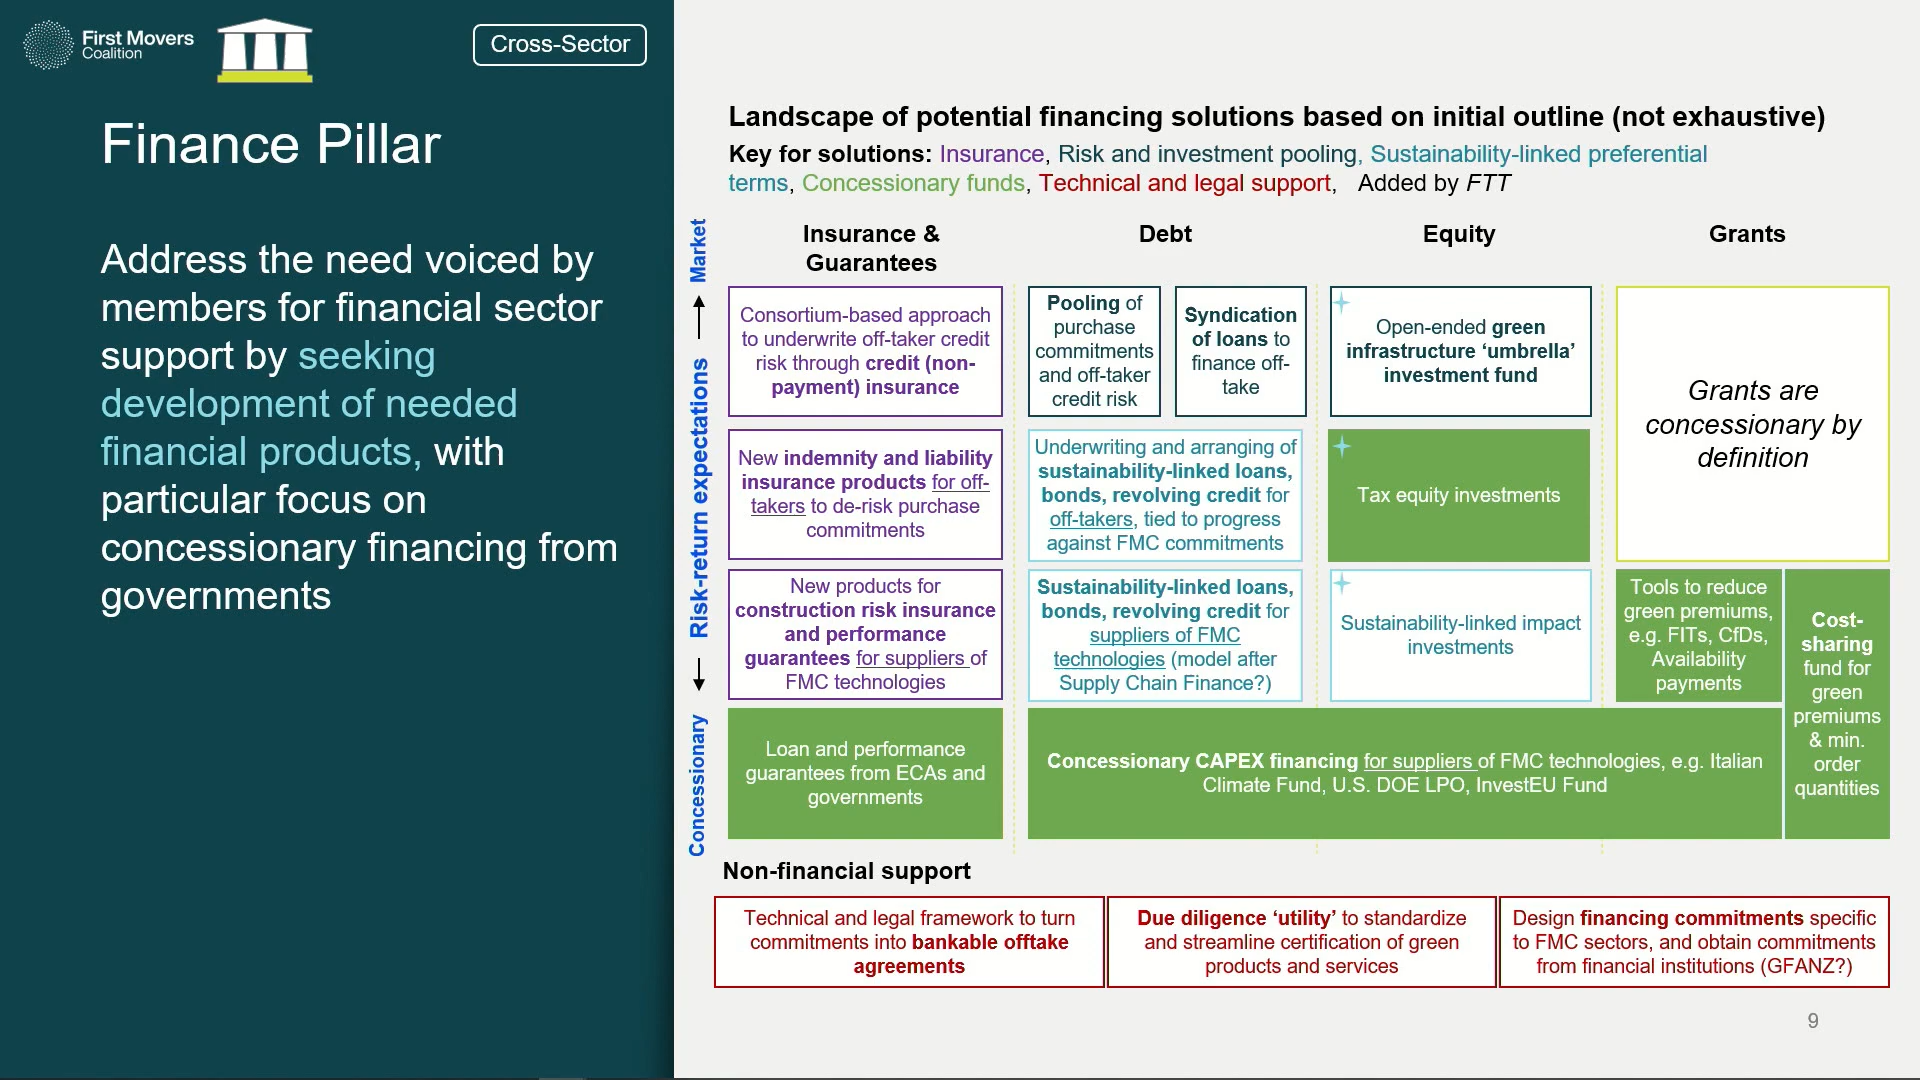 First Movers
Coalition
Cross-Sector
Finance Pillar
Address the need voiced by
members for financial sector
support by seeking
development of needed
financial products, with
particular focus on
concessionary financing from
governments
Landscape of potential financing solutions based on initial outline (not exhaustive)
Key for solutions: Insurance, Risk and investment pooling, Sustainability-linked preferential
terms, Concessionary funds, Technical and legal support, Added by FTT
Market
Risk-return expectations
Concessionary
Insurance &
Guarantees
Debt
Equity
Grants
Consortium-based approach
to underwrite off-taker credit
risk through credit (non-
payment) insurance
Pooling of
purchase
commitments
and off-taker
credit risk
Syndication
of loans to
finance off-
take
Open-ended green
infrastructure ‘umbrella’
investment fund
Grants are
concessionary by
definition
New indemnity and liability
insurance products for off-
takers to de-risk purchase
commitments
Underwriting and arranging of
sustainability-linked loans,
bonds, revolving credit for
off-takers, tied to progress
against FMC commitments
Tax equity investments
New products for
construction risk insurance
and performance
guarantees for suppliers of
FMC technologies
Sustainability-linked loans,
bonds, revolving credit for
suppliers of FMC
technologies (model after
Supply Chain Finance?)
Sustainability-linked impact
investments
Tools to reduce
green premiums,
e.g. FITs, CfDs,
Availability
payments
Cost-
sharing
fund for
green
premiums
& min.
order
quantities
Loan and performance
guarantees from ECAs and
governments
Concessionary CAPEX financing for suppliers of FMC technologies, e.g. Italian
Climate Fund, U.S. DOE LPO, InvestEU Fund
Non-financial support
Technical and legal framework to turn
commitments into bankable offtake
agreements
Due diligence ‘utility’ to standardize
and streamline certification of green
products and services
Design financing commitments specific
to FMC sectors, and obtain commitments
from financial institutions (GFANZ?)
9